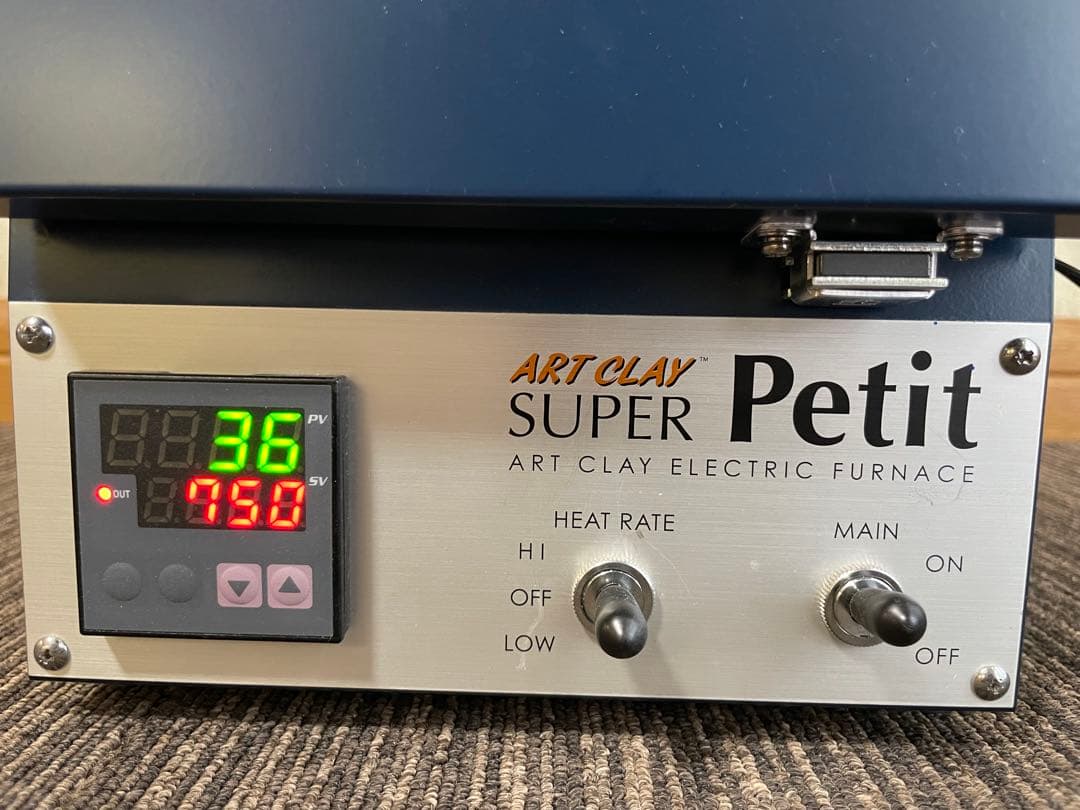 ART CLAY™
SUPER Petit
ART CLAY ELECTRIC FURNACE
36 PV
750 SV
OUT
HEAT RATE
HI
OFF
LOW
MAIN
ON
OFF